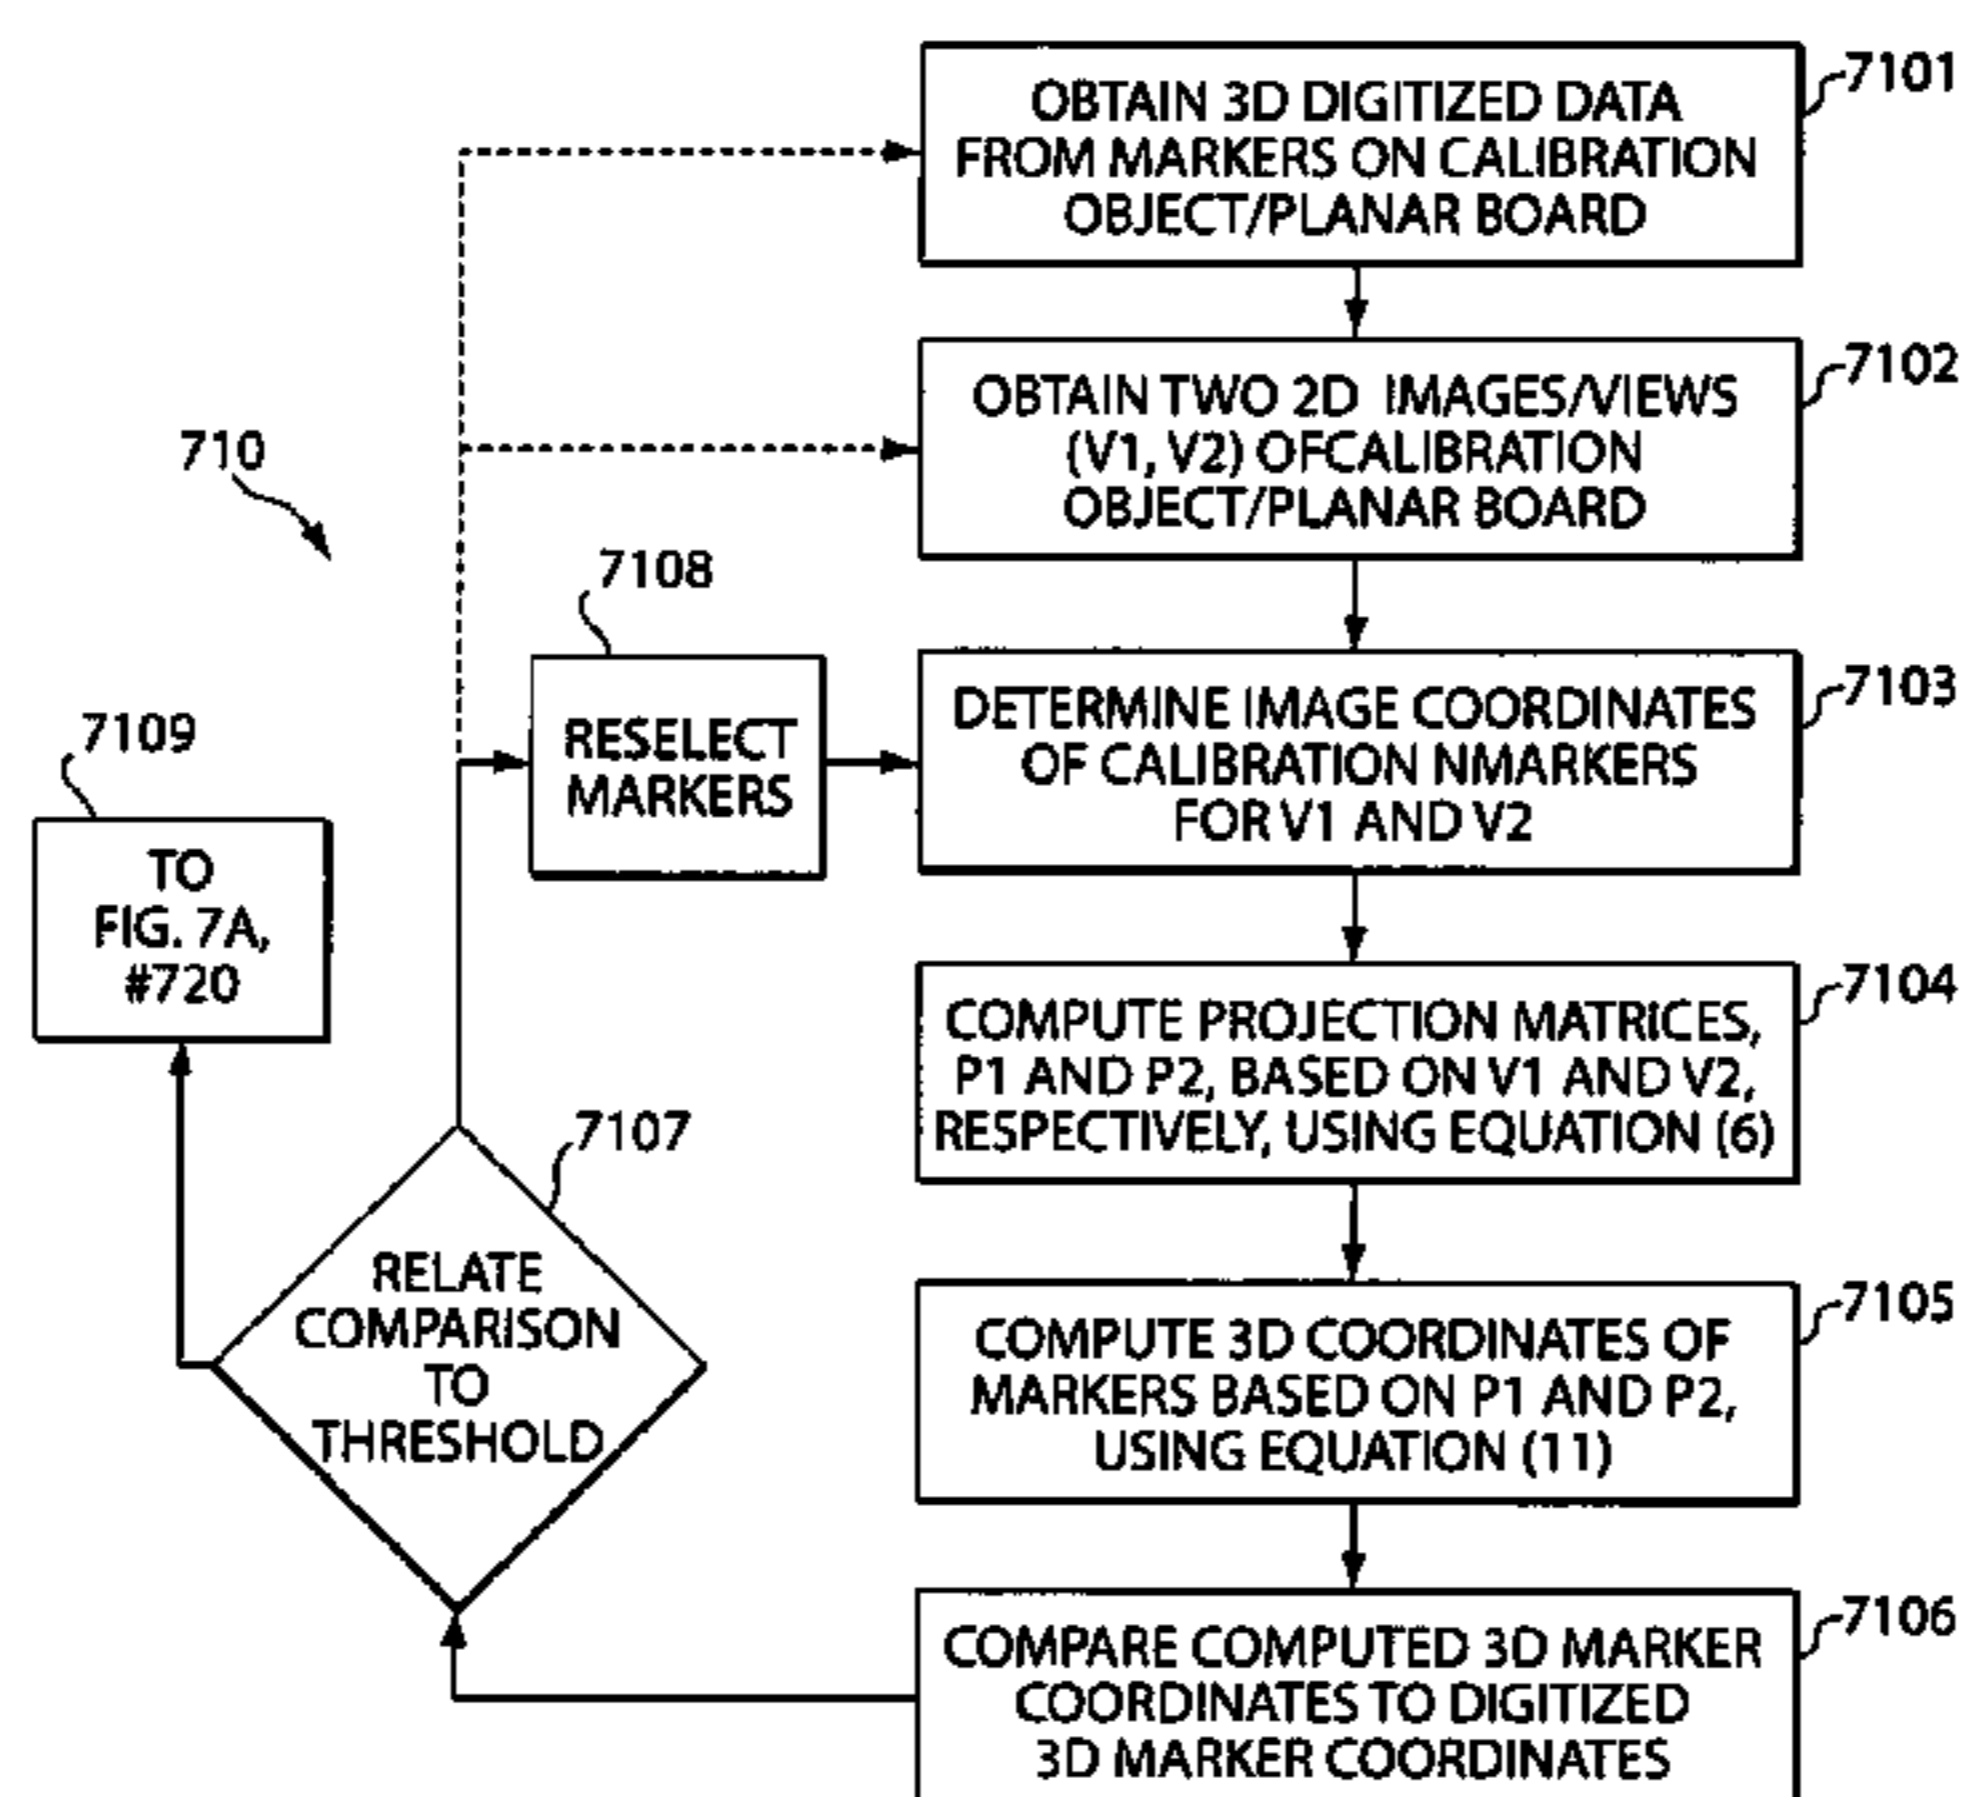 OBTAIN 3D DIGITIZED DATA
FROM MARKERS ON CALIBRATION
OBJECT/PLANAR BOARD
7101
OBTAIN TWO 2D IMAGES/VIEWS
(V1, V2) OFCALIBRATION
OBJECT/PLANAR BOARD
7102
710
7108
RESELECT
MARKERS
DETERMINE IMAGE COORDINATES
OF CALIBRATION NMARKERS
FOR V1 AND V2
7103
7109
TO
FIG. 7A,
#720
COMPUTE PROJECTION MATRICES,
P1 AND P2, BASED ON V1 AND V2,
RESPECTIVELY, USING EQUATION (6)
7104
7107
RELATE
COMPARISON
TO
THRESHOLD
COMPUTE 3D COORDINATES OF
MARKERS BASED ON P1 AND P2,
USING EQUATION (11)
7105
COMPARE COMPUTED 3D MARKER
COORDINATES TO DIGITIZED
3D MARKER COORDINATES
7106